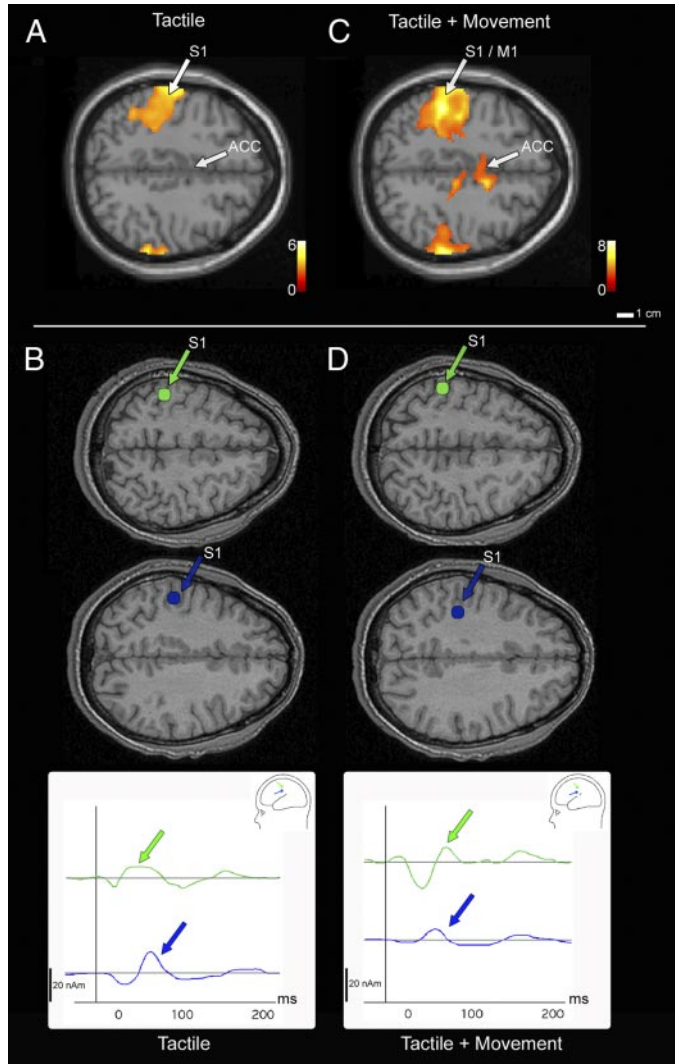 A
Tactile
S1
ACC
6
0
C
Tactile + Movement
S1 / M1
ACC
8
0
1 cm
B
S1
S1
D
S1
S1
20 nAm
0
100
200
ms
Tactile
20 nAm
0
100
200
ms
Tactile + Movement